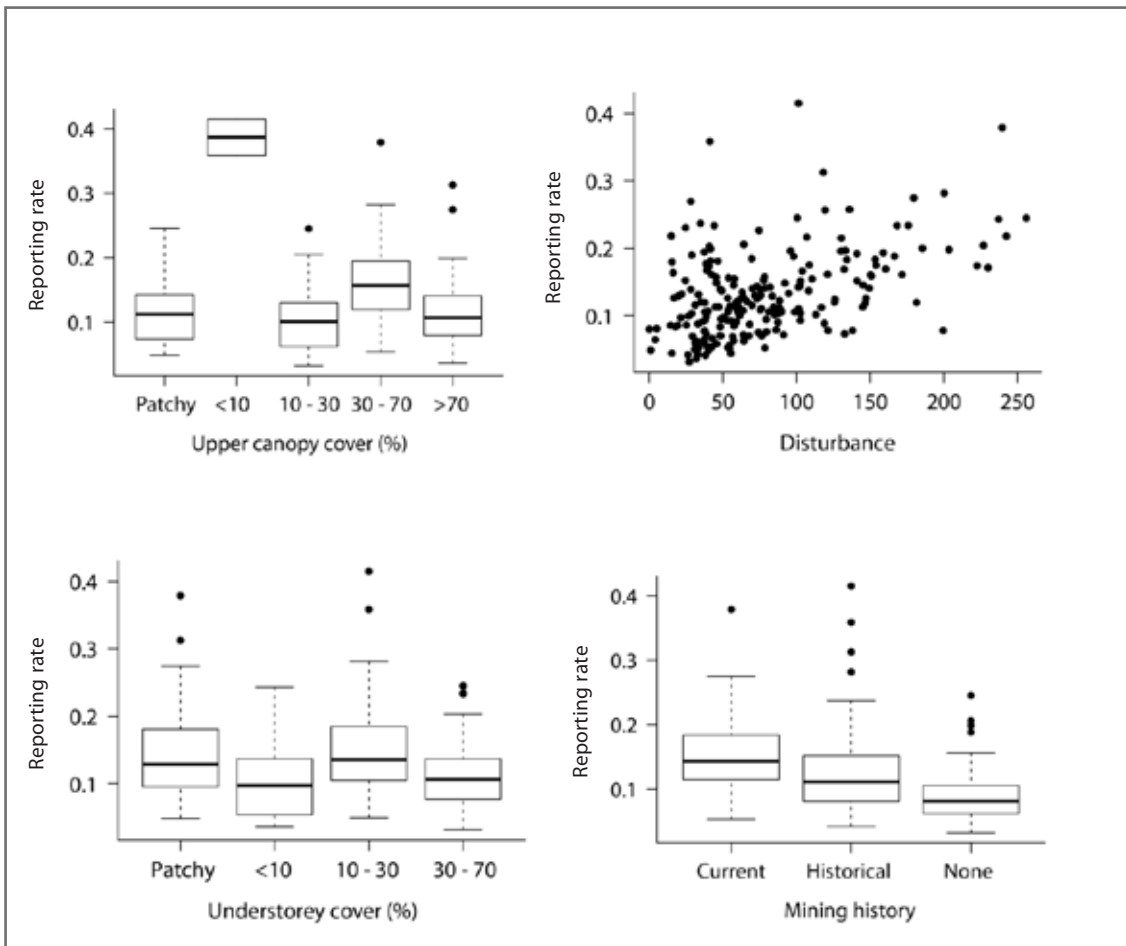 Reporting rate
0.4
0.3
0.2
0.1
Patchy <10 10 - 30 30 - 70 >70
Upper canopy cover (%)
Reporting rate
0.4
0.3
0.2
0.1
0 50 100 150 200 250
Disturbance
Reporting rate
0.4
0.3
0.2
0.1
Patchy <10 10 - 30 30 - 70
Understorey cover (%)
Reporting rate
0.4
0.3
0.2
0.1
Current Historical None
Mining history